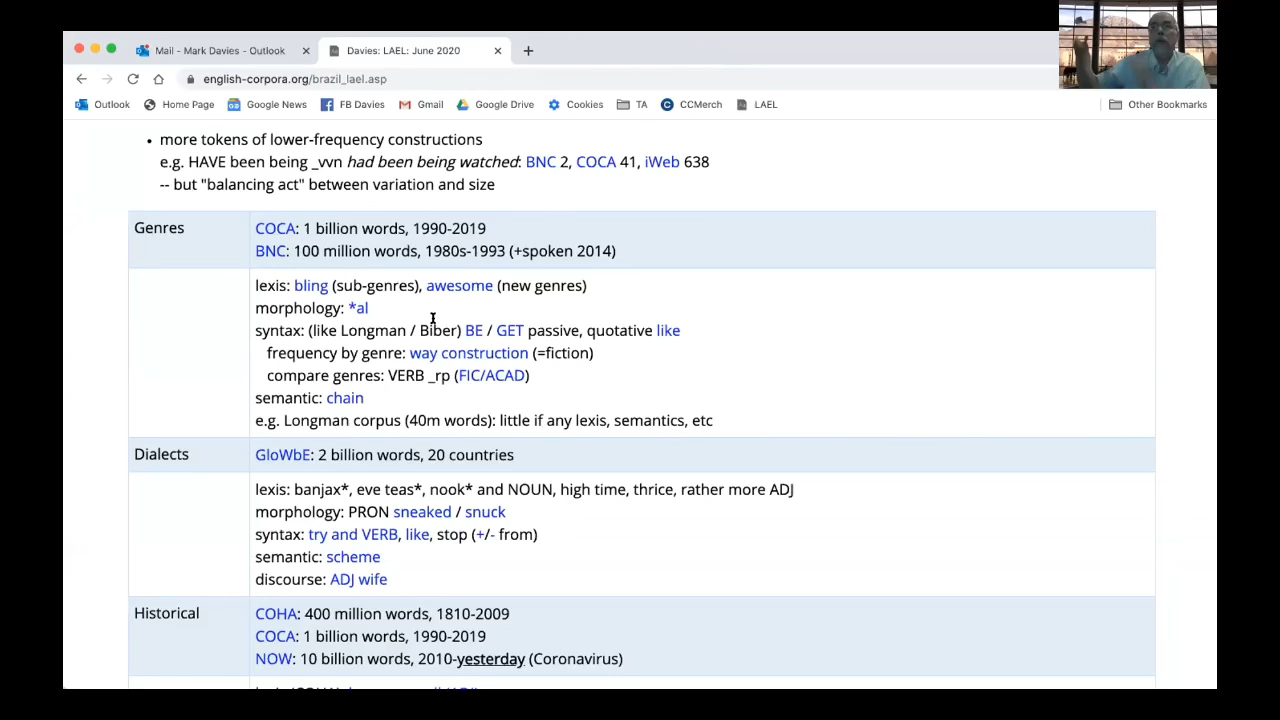 Mail - Mark Davies - Outlook
Davies: LAEL: June 2020
english-corpora.org/brazil_lael.asp
Outlook Home Page Google News FB Davies Gmail Google Drive Cookies TA CCMerch LAEL Other Bookmarks
• more tokens of lower-frequency constructions
e.g. HAVE been being _vvn had been being watched: BNC 2, COCA 41, iWeb 638
-- but "balancing act" between variation and size
Genres
COCA: 1 billion words, 1990-2019
BNC: 100 million words, 1980s-1993 (+spoken 2014)
lexis: bling (sub-genres), awesome (new genres)
morphology: *al
syntax: (like Longman / Biber) BE / GET passive, quotative like
frequency by genre: way construction (=fiction)
compare genres: VERB _rp (FIC/ACAD)
semantic: chain
e.g. Longman corpus (40m words): little if any lexis, semantics, etc
Dialects
GloWbE: 2 billion words, 20 countries
lexis: banjax*, eve teas*, nook* and NOUN, high time, thrice, rather more ADJ
morphology: PRON sneaked / snuck
syntax: try and VERB, like, stop (+/- from)
semantic: scheme
discourse: ADJ wife
Historical
COHA: 400 million words, 1810-2009
COCA: 1 billion words, 1990-2019
NOW: 10 billion words, 2010-yesterday (Coronavirus)